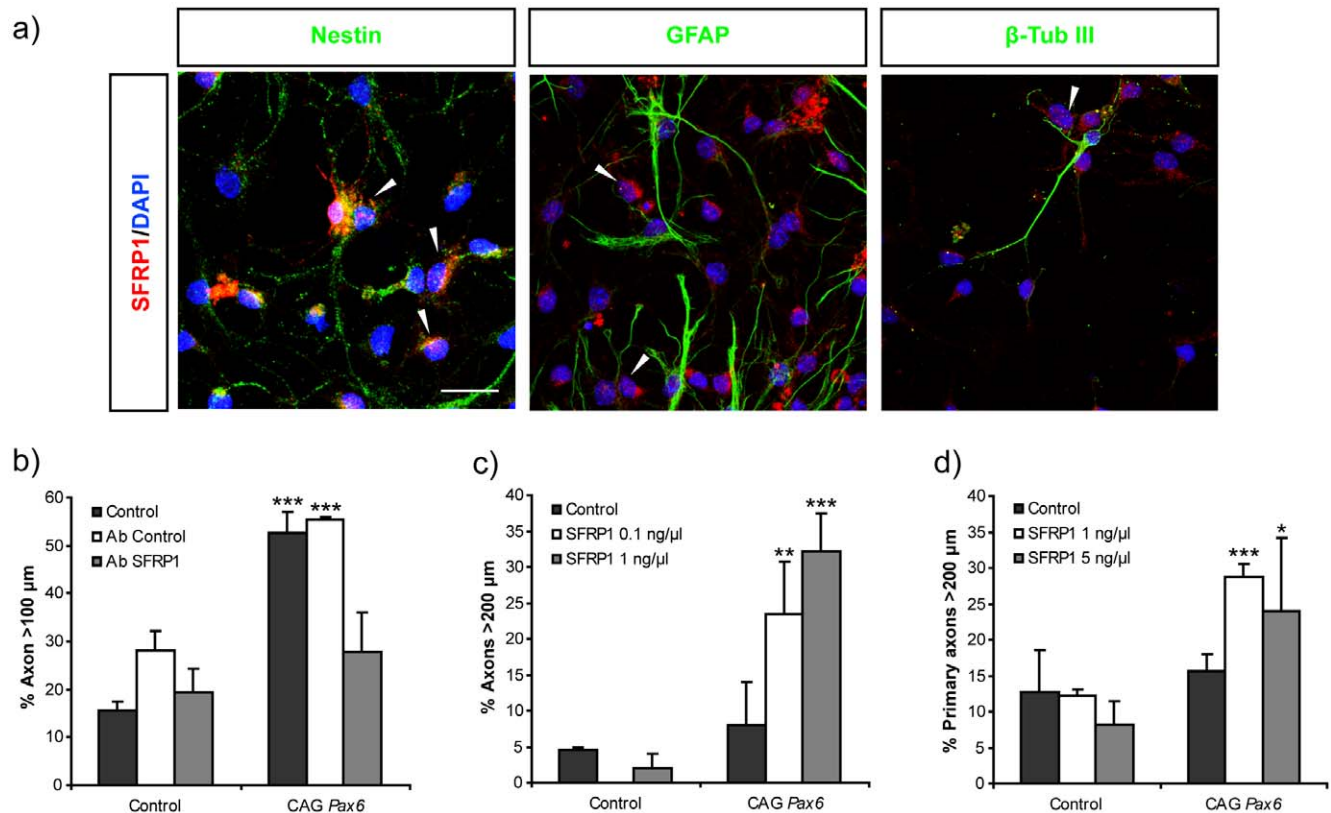 a)
Nestin
GFAP
β-Tub III
SFRP1/DAPI
b)
% Axon >100 µm
60
50
40
30
20
10
0
Control
Ab Control
Ab SFRP1
*** ***
Control
CAG Pax6
c)
% Axons >200 µm
40
35
30
25
20
15
10
5
0
Control
SFRP1 0.1 ng/µl
SFRP1 1 ng/µl
**
***
Control
CAG Pax6
d)
% Primary axons >200 µm
40
35
30
25
20
15
10
5
0
Control
SFRP1 1 ng/µl
SFRP1 5 ng/µl
***
*
Control
CAG Pax6